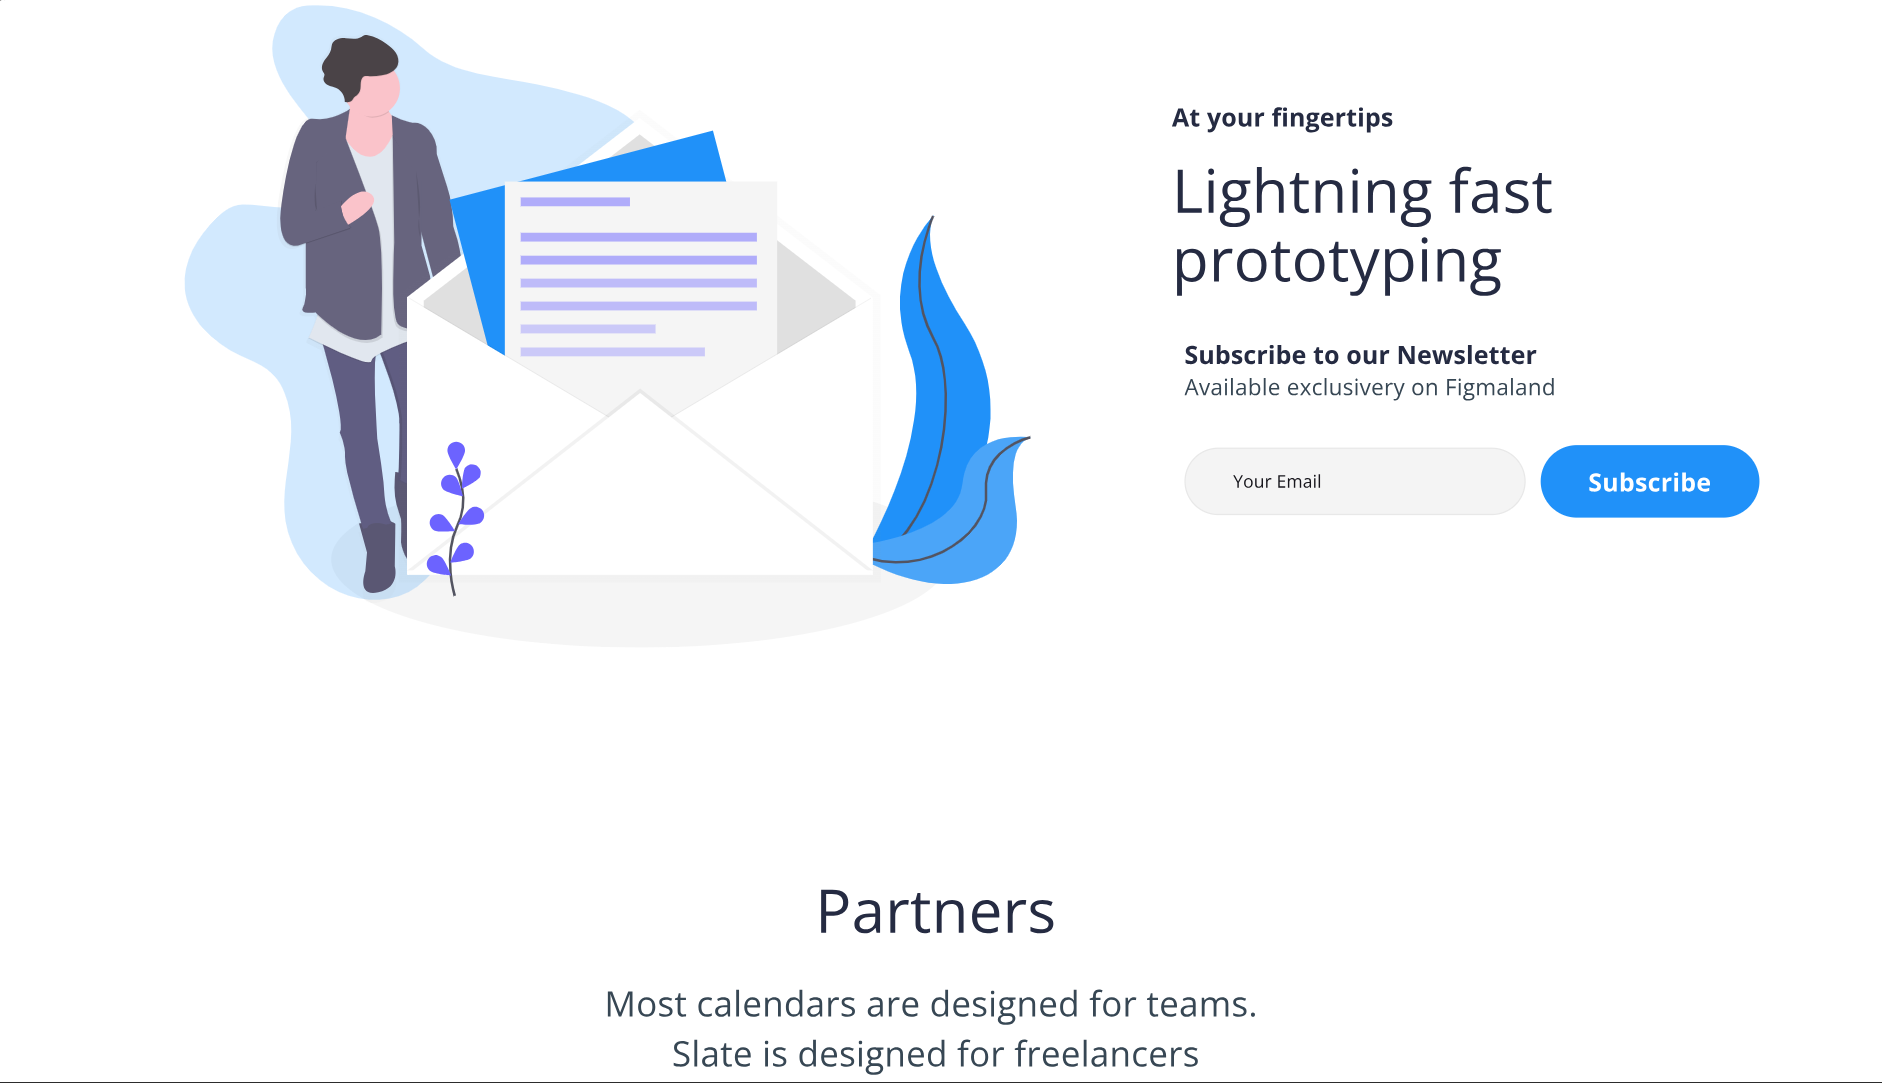 At your fingertips
Lightning fast
prototyping
Subscribe to our Newsletter
Available exclusivery on Figmaland
Your Email
Subscribe
Partners
Most calendars are designed for teams.
Slate is designed for freelancers